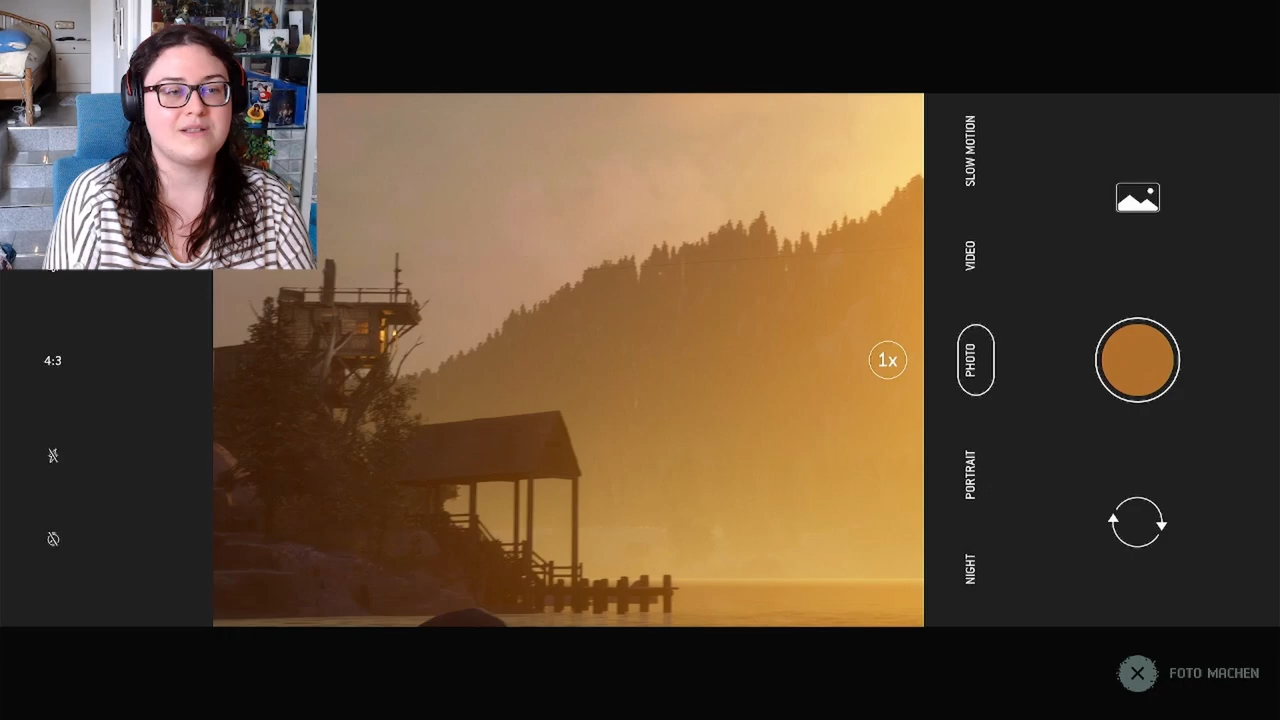 SLOW MOTION
VIDEO
4:3
1x
PHOTO
PORTRAIT
NIGHT
FOTO MACHEN